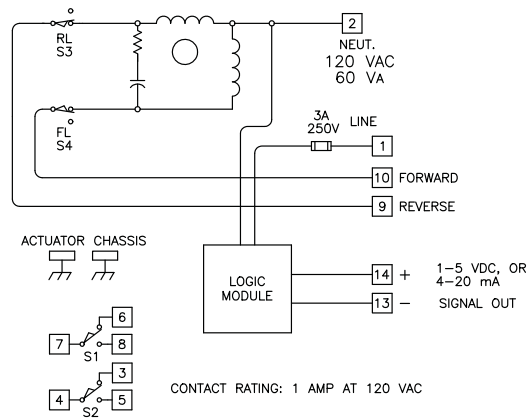 RL
S3
2
NEUT.
120 VAC
60 VA
FL
S4
3A
250V
LINE
1
10 FORWARD
9 REVERSE
ACTUATOR CHASSIS
LOGIC
MODULE
14 +
1-5 VDC, OR
4-20 mA
13 -
SIGNAL OUT
6
7
8
S1
3
4
5
S2
CONTACT RATING: 1 AMP AT 120 VAC